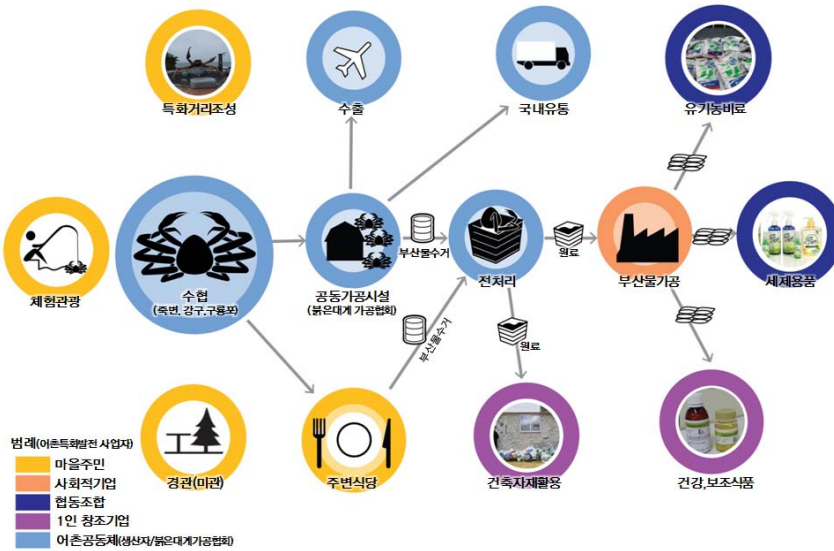 특화거리조성
수출
국내유통
유기농비료
체험관광
수협
(죽변, 강구,구룡포)
공동가공시설
(붉은대게 가공협회)
부산물수거
전처리
원료
부산물가공
세제용품
부산물수거
원료
경관(미관)
주변식당
건축자재활용
건강,보조식품
범례(어촌특화발전 사업자)
마을주민
사회적기업
협동조합
1인 창조기업
어촌공동체(생산자/붉은대게가공협회)